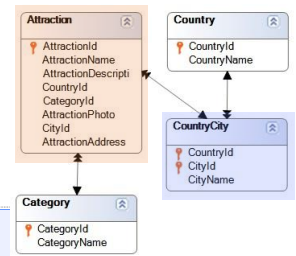 Attraction
AttractionId
AttractionName
AttractionDescripti
CountryId
CategoryId
AttractionPhoto
CityId
AttractionAddress
Country
CountryId
CountryName
CountryCity
CountryId
CityId
CityName
Category
CategoryId
CategoryName